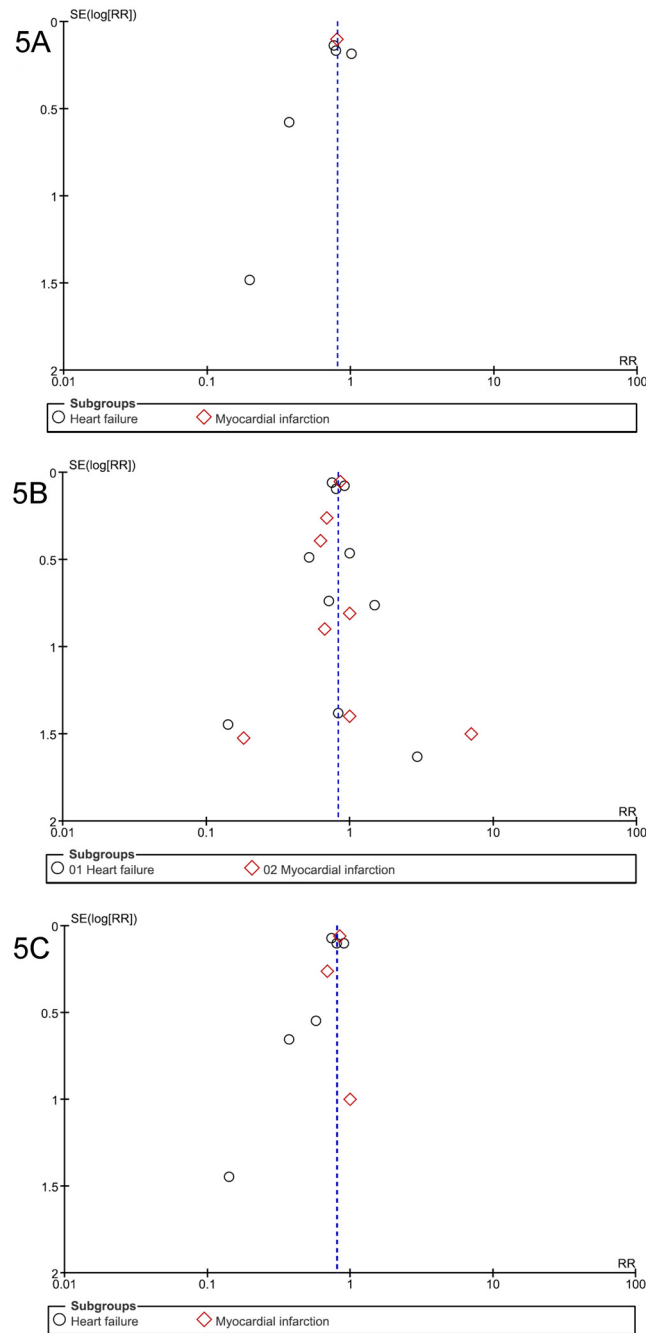 5A
SE(log[RR])
0
0.5
1
1.5
2
0.01 0.1 1 10 100
RR
Subgroups
Heart failure Myocardial infarction
5B
SE(log[RR])
0
0.5
1
1.5
2
0.01 0.1 1 10 100
RR
Subgroups
01 Heart failure 02 Myocardial infarction
5C
SE(log[RR])
0
0.5
1
1.5
2
0.01 0.1 1 10 100
RR
Subgroups
Heart failure Myocardial infarction